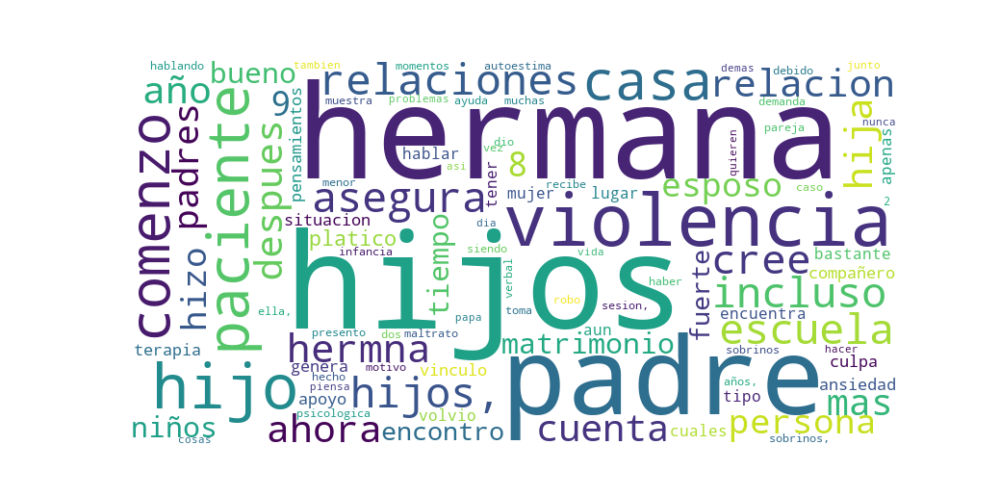 hablando
tambien
momentos
autoestima
demas
debido
junto
año
bueno
relaciones
casa
relacion
9
muestra
problemas
ayuda
muchas
demanda
hija
comenzo
padres
paciente
despues
pensamientos
hermana
nunca
pareja
hablar
dio
vez
asi
8
quieren
apenas
menor
asegura
tener
mujer
recibe
lugar
esposo
caso
2
situacion
dia
violencia
hizo
platico
infancia
tiempo
siendo
vida
cree
bastante
compañero
verbal
hijos
fuerte
haber
incluso
ella,
robo
sesion,
toma
papa
encuentra
presento
dos
maltrato
aun
escuela
terapia
hermna
matrimonio
sobrinos
hacer
culpa
genera
motivo
vinculo
padre
hijo
hecho
piensa
hijos,
apoyo
años,
tipo
ansiedad
mas
psicologica
volvio
niños
cosas
ahora
encontro
cuenta
cuales
persona
sobrinos,